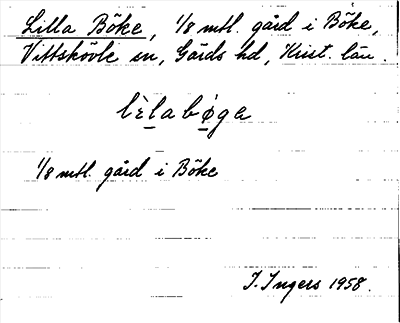 Lilla Böke, 1/8 mtl. gård i Böke,
Vittskövle sn, Gärds hd, Krist. län.
lìlabøga
1/8 mtl. gård i Böke
I. Ingers 1958.